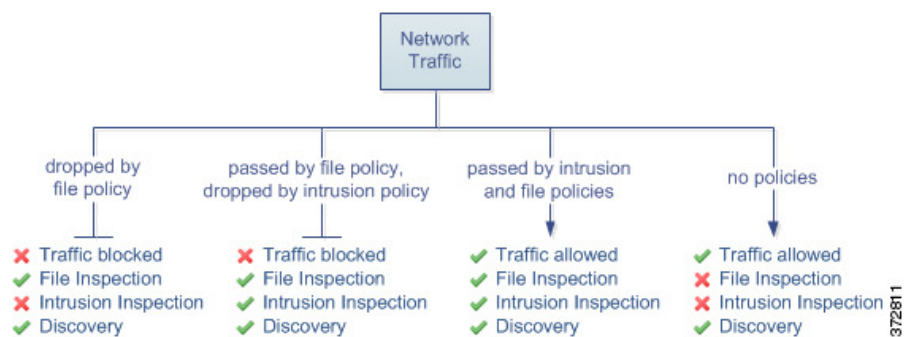 Network
Traffic
dropped by
file policy
passed by file policy,
dropped by intrusion policy
passed by intrusion
and file policies
no policies
Traffic blocked
File Inspection
Intrusion Inspection
Discovery
Traffic blocked
File Inspection
Intrusion Inspection
Discovery
Traffic allowed
File Inspection
Intrusion Inspection
Discovery
Traffic allowed
File Inspection
Intrusion Inspection
Discovery
372811